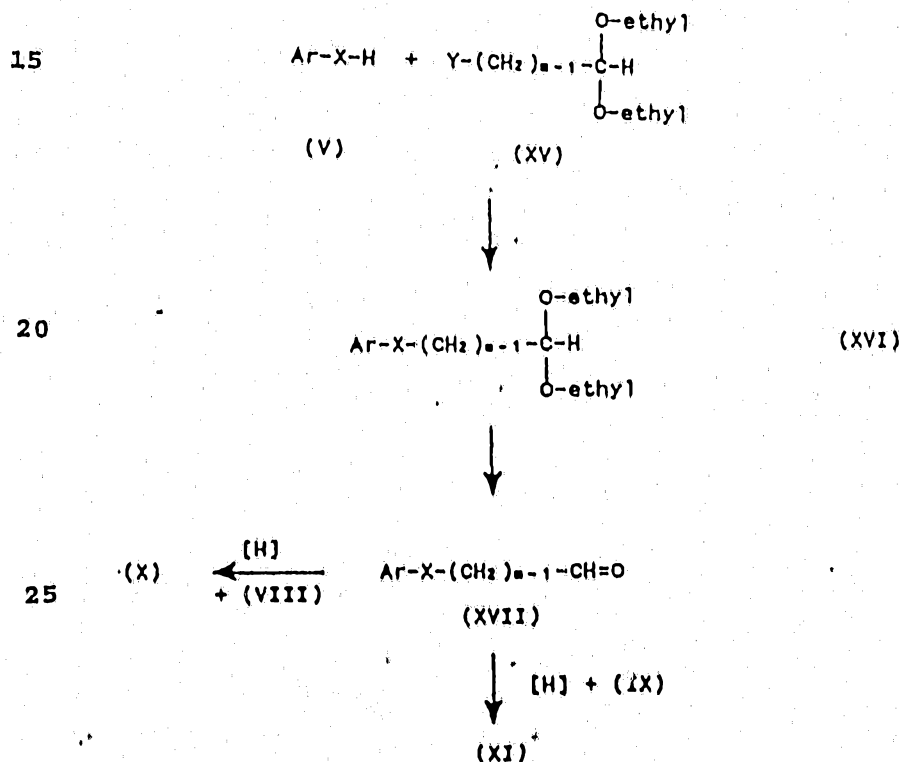 O-ethyl
15 Ar-X-H + Y-(CH₂)ₘ₋₁-C-H
O-ethyl
(V) (XV)
O-ethyl
20 Ar-X-(CH₂)ₘ₋₁-C-H (XVI)
O-ethyl
[H]
(X) Ar-X-(CH₂)ₘ₋₁-CH=O
25 + (VIII)
(XVII)
[H] + (IX)
(XI)